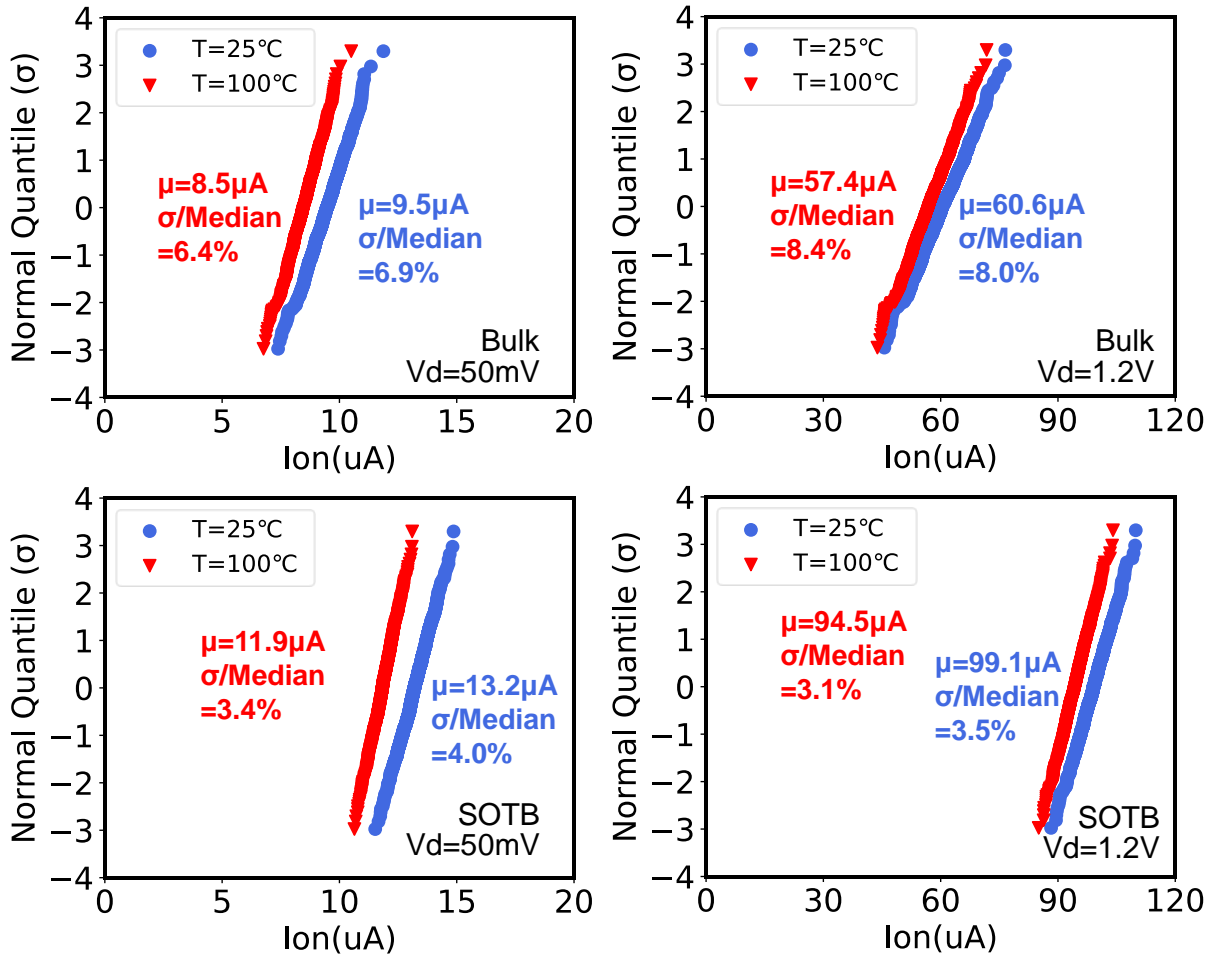 4
3
2
1
0
−1
−2
−3
−4
Normal Quantile (σ)
T=25℃
T=100℃
μ=8.5μA
σ/Median
=6.4%
μ=9.5μA
σ/Median
=6.9%
Bulk
Vd=50mV
0
5
10
15
20
Ion(uA)
4
3
2
1
0
−1
−2
−3
−4
Normal Quantile (σ)
T=25℃
T=100℃
μ=57.4μA
σ/Median
=8.4%
μ=60.6μA
σ/Median
=8.0%
Bulk
Vd=1.2V
0
30
60
90
120
Ion(uA)
4
3
2
1
0
−1
−2
−3
−4
Normal Quantile (σ)
T=25℃
T=100℃
μ=11.9μA
σ/Median
=3.4%
μ=13.2μA
σ/Median
=4.0%
SOTB
Vd=50mV
0
5
10
15
20
Ion(uA)
4
3
2
1
0
−1
−2
−3
−4
Normal Quantile (σ)
T=25℃
T=100℃
μ=94.5μA
σ/Median
=3.1%
μ=99.1μA
σ/Median
=3.5%
SOTB
Vd=1.2V
0
30
60
90
120
Ion(uA)